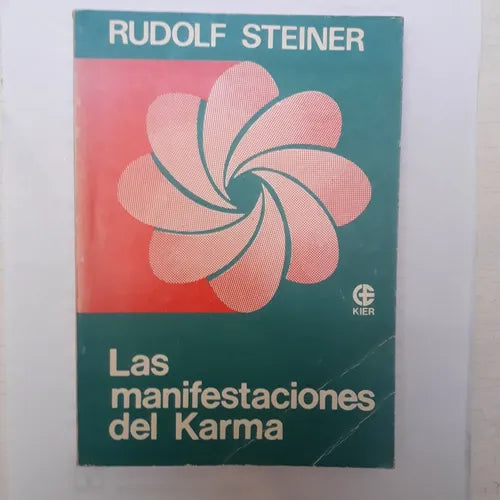 RUDOLF STEINER
KIER
Las
manifestaciones
del Karma